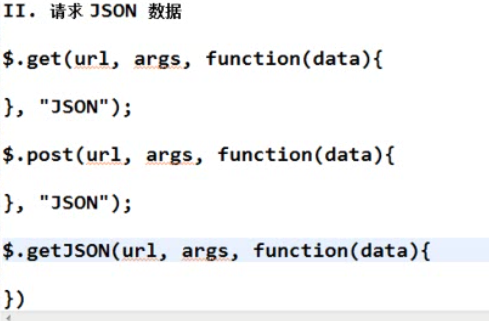 II. 请求 JSON 数据
$.get(url, args, function(data){
}, "JSON");
$.post(url, args, function(data){
}, "JSON");
$.getJSON(url, args, function(data){
})